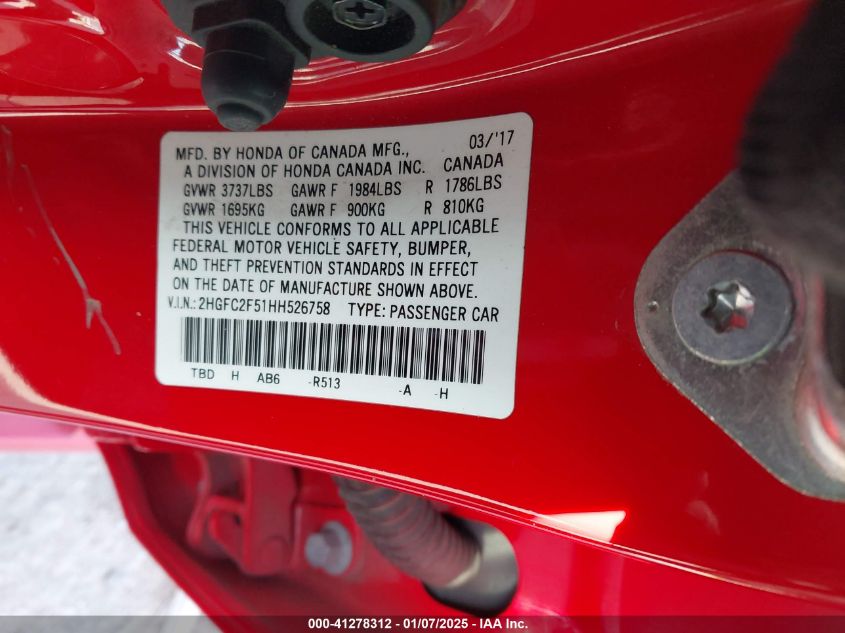 03/'17
MFD. BY HONDA OF CANADA MFG.,
A DIVISION OF HONDA CANADA INC. CANADA
GVWR 3737LBS GAWR F 1984LBS R 1786LBS
GVWR 1695KG GAWR F 900KG R 810KG
THIS VEHICLE CONFORMS TO ALL APPLICABLE
FEDERAL MOTOR VEHICLE SAFETY, BUMPER,
AND THEFT PREVENTION STANDARDS IN EFFECT
ON THE DATE OF MANUFACTURE SHOWN ABOVE.
V.I.N.: 2HGFC2F51HH526758 TYPE: PASSENGER CAR
TBD H AB6 -R513 -A -H
000-41278312 - 01/07/2025 - IAA Inc.